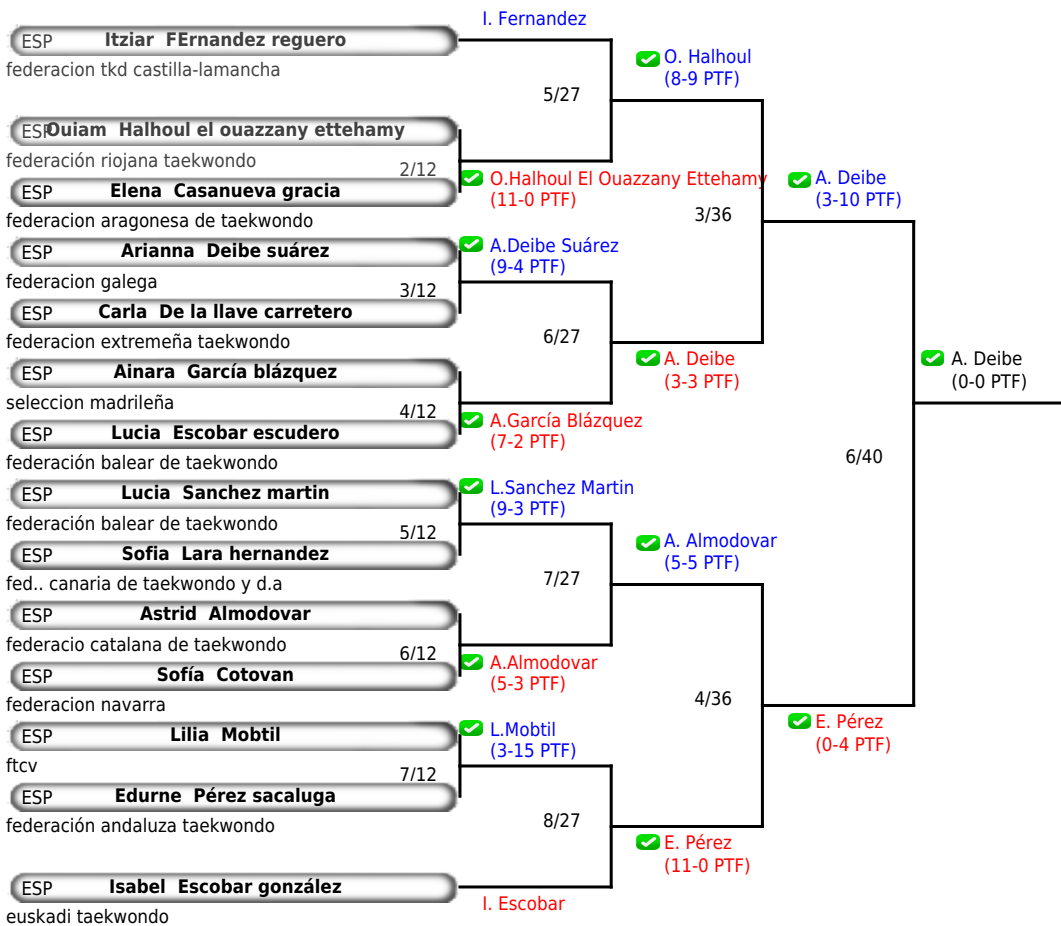 I. Fernandez
ESP Itziar FErnandez reguero
federacion tkd castilla-lamancha
O. Halhoul
(8-9 PTF)
5/27
ESP Ouiam Halhoul el ouazzany ettehamy
federación riojana taekwondo
2/12
ESP Elena Casanueva gracia
O.Halhoul El Ouazzany Ettehamy
(11-0 PTF)
federacion aragonesa de taekwondo
A. Deibe
(3-10 PTF)
3/36
ESP Arianna Deibe suárez
A.Deibe Suárez
(9-4 PTF)
federacion galega
3/12
ESP Carla De la llave carretero
federacion extremeña taekwondo
6/27
A. Deibe
(3-3 PTF)
A. Deibe
(0-0 PTF)
ESP Ainara García blázquez
seleccion madrileña
4/12
ESP Lucia Escobar escudero
A.García Blázquez
(7-2 PTF)
federación balear de taekwondo
6/40
ESP Lucia Sanchez martin
L.Sanchez Martin
(9-3 PTF)
federación balear de taekwondo
5/12
ESP Sofia Lara hernandez
A. Almodovar
(5-5 PTF)
fed.. canaria de taekwondo y d.a
7/27
ESP Astrid Almodovar
federacio catalana de taekwondo
6/12
ESP Sofía Cotovan
A.Almodovar
(5-3 PTF)
federacion navarra
4/36
ESP Lilia Mobtil
L.Mobtil
(3-15 PTF)
E. Pérez
(0-4 PTF)
ftcv
7/12
ESP Edurne Pérez sacaluga
federación andaluza taekwondo
8/27
E. Pérez
(11-0 PTF)
ESP Isabel Escobar gonzález
I. Escobar
euskadi taekwondo